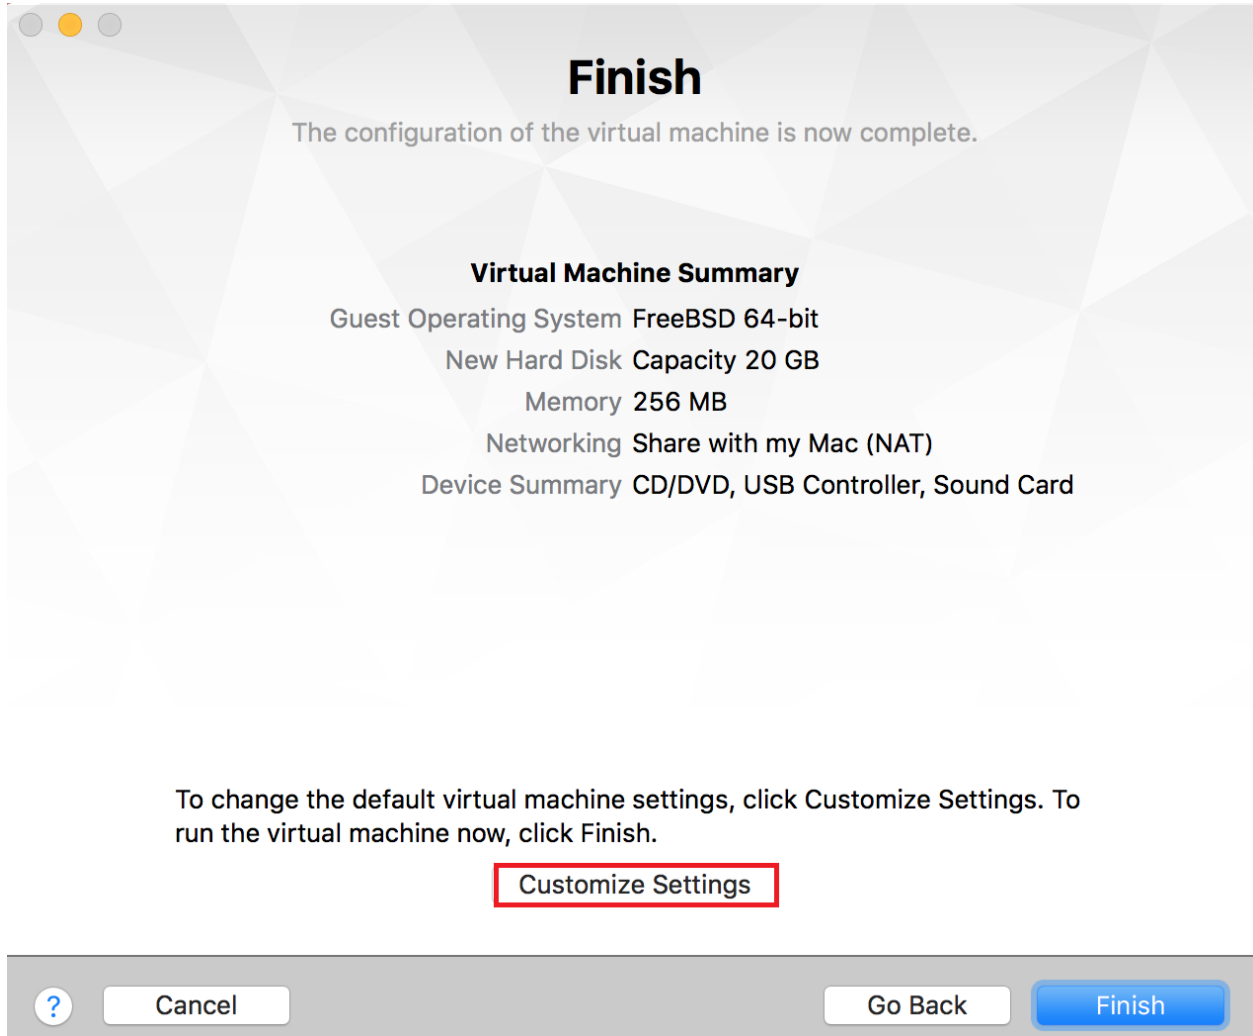 Finish
The configuration of the virtual machine is now complete.
Virtual Machine Summary
Guest Operating System FreeBSD 64-bit
New Hard Disk Capacity 20 GB
Memory 256 MB
Networking Share with my Mac (NAT)
Device Summary CD/DVD, USB Controller, Sound Card
To change the default virtual machine settings, click Customize Settings. To
run the virtual machine now, click Finish.
Customize Settings
? Cancel Go Back Finish